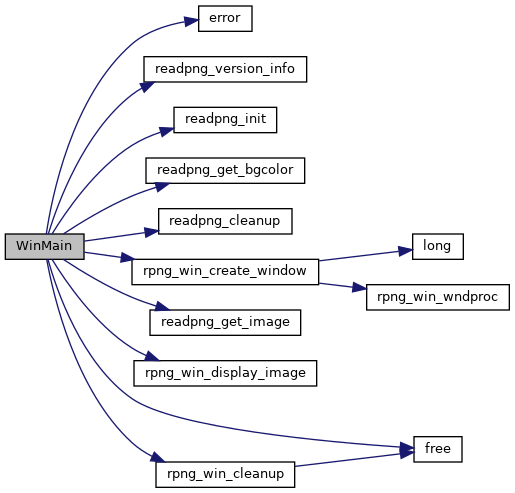 error
readpng_version_info
readpng_init
readpng_get_bgcolor
readpng_cleanup
WinMain
long
rpng_win_create_window
rpng_win_wndproc
readpng_get_image
rpng_win_display_image
free
rpng_win_cleanup